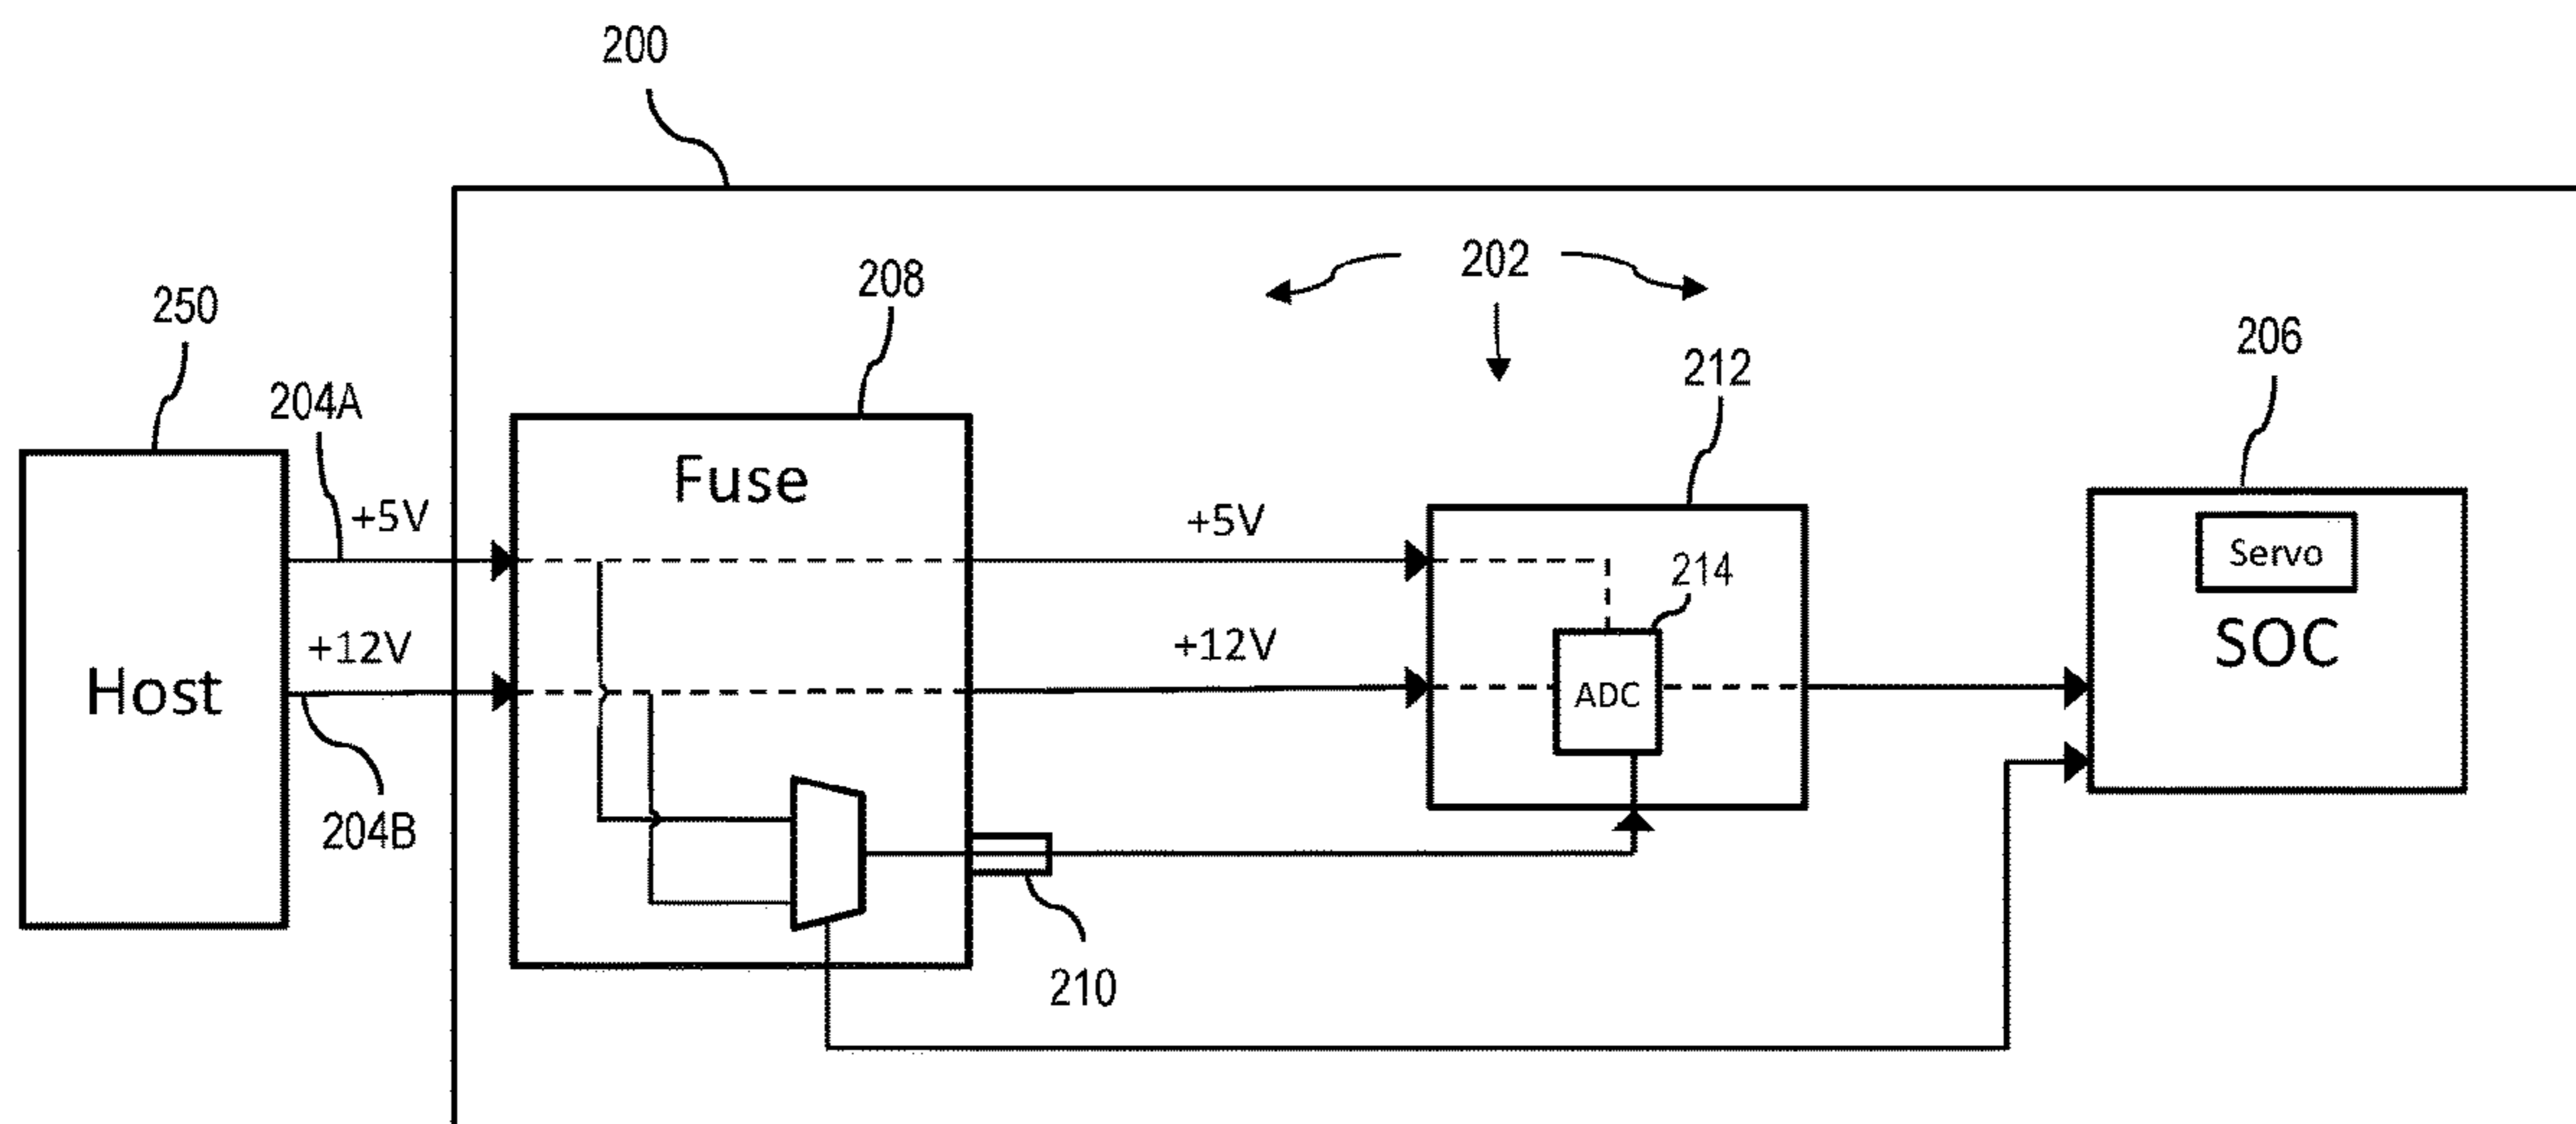 200
202
208
250
206
212
204A
Fuse
+5V
+5V
Servo
214
+12V
+12V
SOC
Host
ADC
204B
210